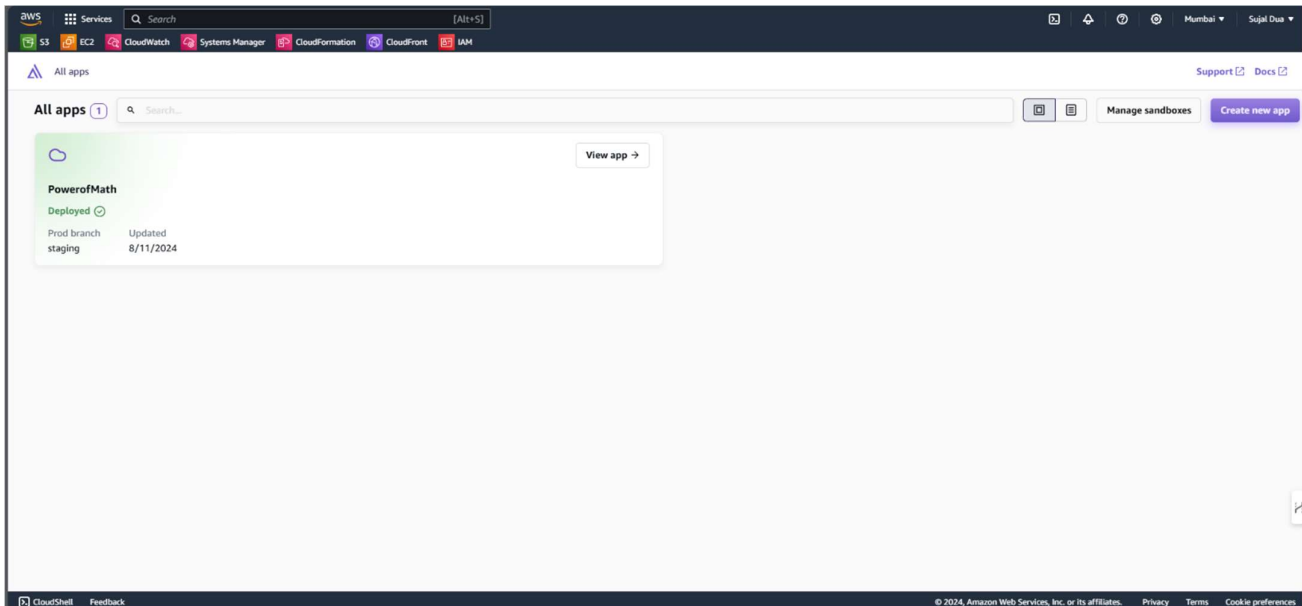 aws Services Search [Alt+S] Mumbai ▼ Sujal Dua ▼
S3 EC2 CloudWatch Systems Manager CloudFormation CloudFront IAM
All apps Support Docs
All apps 1 Search... Manage sandboxes Create new app
View app →
PowerofMath
Deployed
Prod branch Updated
staging 8/11/2024
CloudShell Feedback © 2024, Amazon Web Services, Inc. or its affiliates. Privacy Terms Cookie preferences